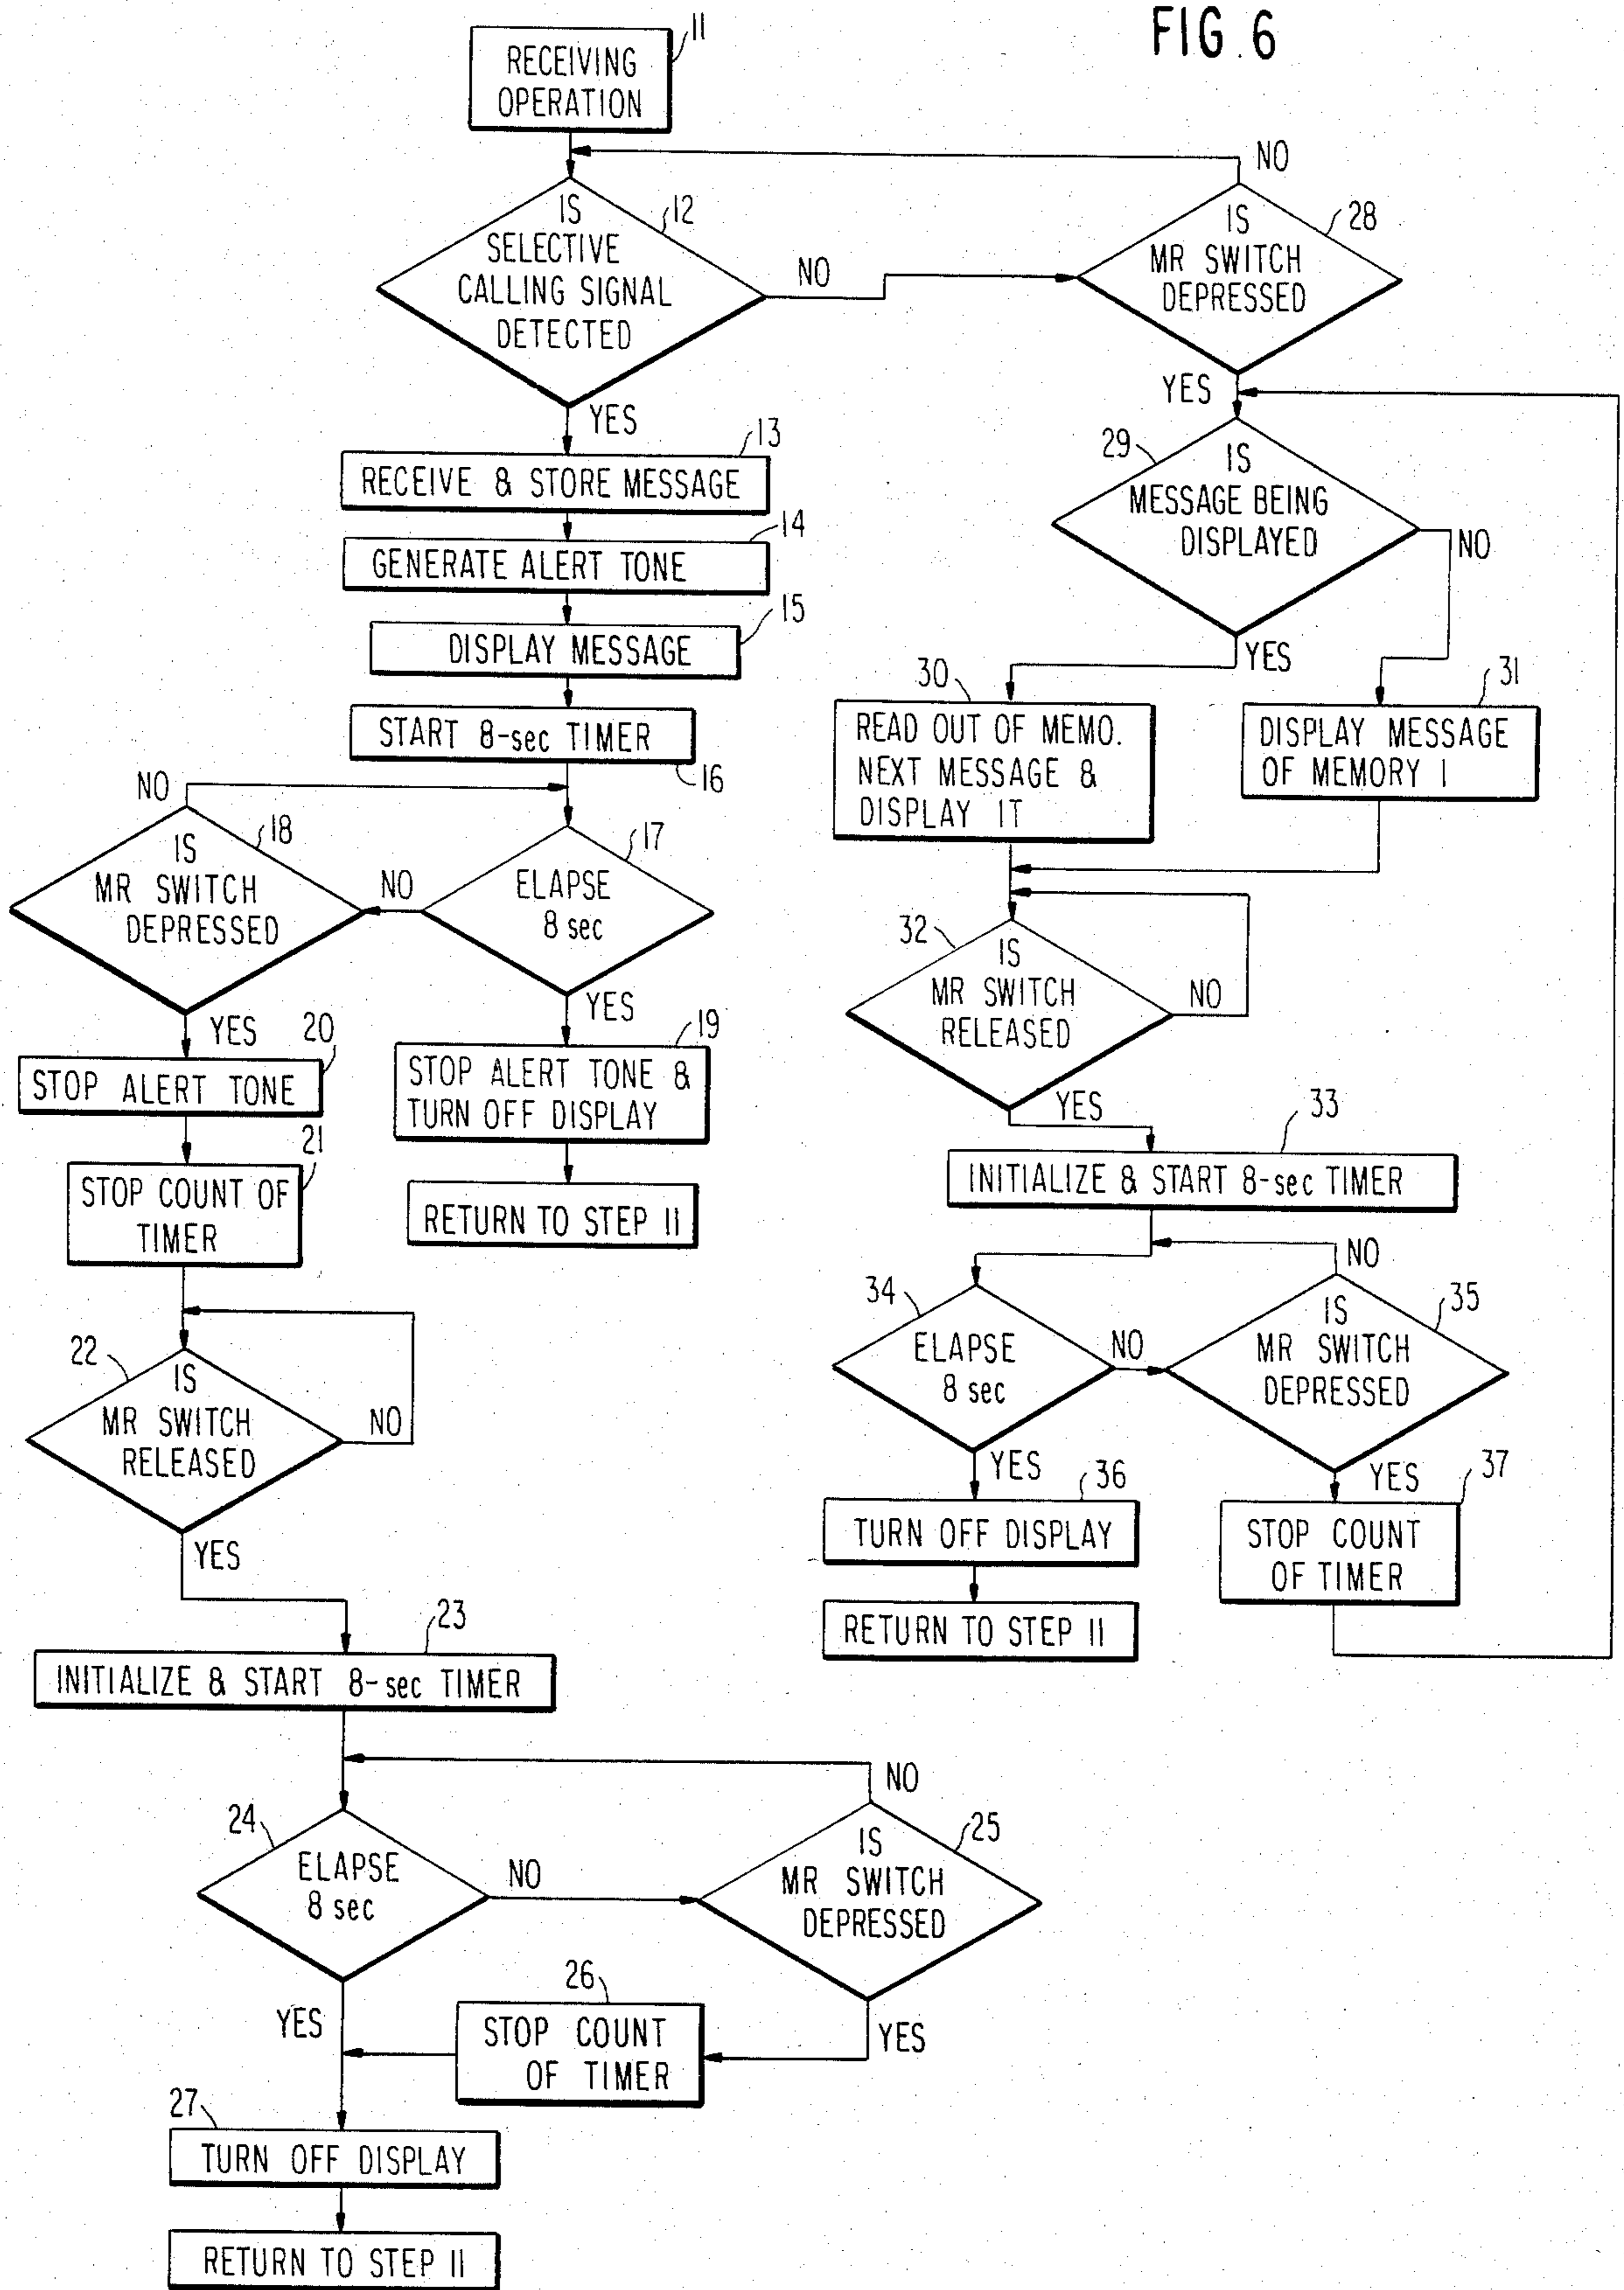 FIG. 6
11
RECEIVING
OPERATION
NO
IS
SELECTIVE
CALLING SIGNAL
DETECTED
12
NO
IS
MR SWITCH
DEPRESSED
28
YES
YES
13
RECEIVE & STORE MESSAGE
14
GENERATE ALERT TONE
15
DISPLAY MESSAGE
START 8-sec TIMER
16
29
IS
MESSAGE BEING
DISPLAYED
NO
YES
30
READ OUT OF MEMO.
NEXT MESSAGE &
DISPLAY IT
31
DISPLAY MESSAGE
OF MEMORY 1
NO
18
IS
MR SWITCH
DEPRESSED
NO
17
ELAPSE
8 sec
YES
YES
20
STOP ALERT TONE
19
STOP ALERT TONE &
TURN OFF DISPLAY
RETURN TO STEP 11
21
STOP COUNT OF
TIMER
32
IS
MR SWITCH
RELEASED
NO
YES
33
INITIALIZE & START 8-sec TIMER
NO
34
ELAPSE
8 sec
NO
35
IS
MR SWITCH
DEPRESSED
YES
YES
36
TURN OFF DISPLAY
RETURN TO STEP 11
37
STOP COUNT
OF TIMER
22
IS
MR SWITCH
RELEASED
NO
YES
23
INITIALIZE & START 8-sec TIMER
NO
24
ELAPSE
8 sec
NO
25
IS
MR SWITCH
DEPRESSED
YES
YES
26
STOP COUNT
OF TIMER
27
TURN OFF DISPLAY
RETURN TO STEP 11